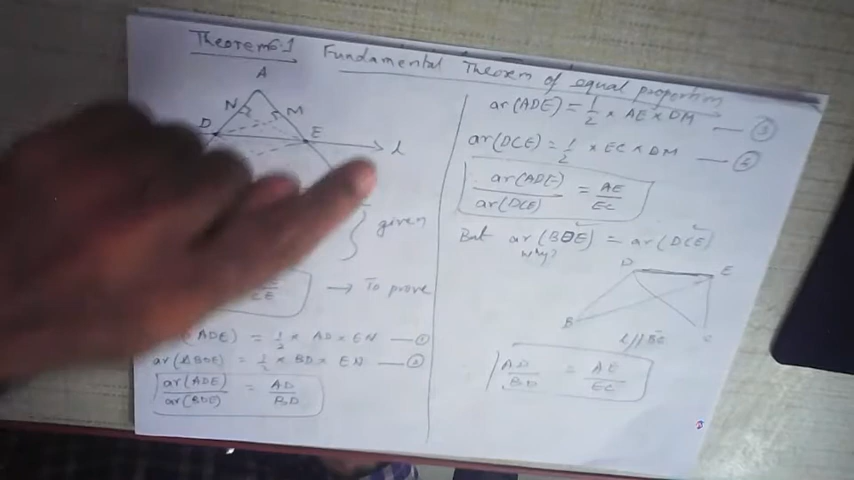 Theorem 6.1 Fundamental Theorem of equal proportion
A
N M
D E
l
given
CE → To prove
ADE) = 1/2 × AD × EN — ①
ar(ΔBDE) = 1/2 × BD × EN — ②
ar(ADE)/ar(BDE) = AD/BD
ar(ADE) = 1/2 × AE × DM — ③
ar(DCE) = 1/2 × EC × DM — ④
ar(ADE)/ar(DCE) = AE/EC
But ar(BDE) = ar(DCE)
why?
D E
B C
l//BC
AD/BD = AE/EC